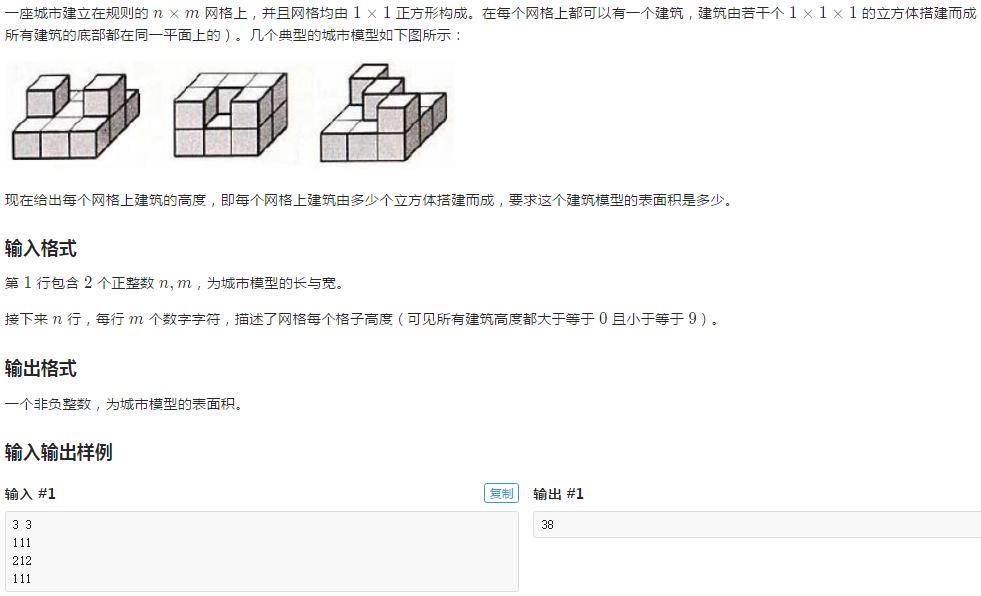 一座城市建立在规则的 n × m 网格上，并且网格均由 1 × 1 正方形构成。在每个网格上都可以有一个建筑，建筑由若干个 1 × 1 × 1 的立方体搭建而成
所有建筑的底部都在同一平面上的）。几个典型的城市模型如下图所示：
现在给出每个网格上建筑的高度，即每个网格上建筑由多少个立方体搭建而成，要求这个建筑模型的表面积是多少。
输入格式
第 1 行包含 2 个正整数 n, m，为城市模型的长与宽。
接下来 n 行，每行 m 个数字字符，描述了网格每个格子高度（可见所有建筑高度都大于等于 0 且小于等于 9）。
输出格式
一个非负整数，为城市模型的表面积。
输入输出样例
输入 #1
复制
3 3
111
212
111
输出 #1
38